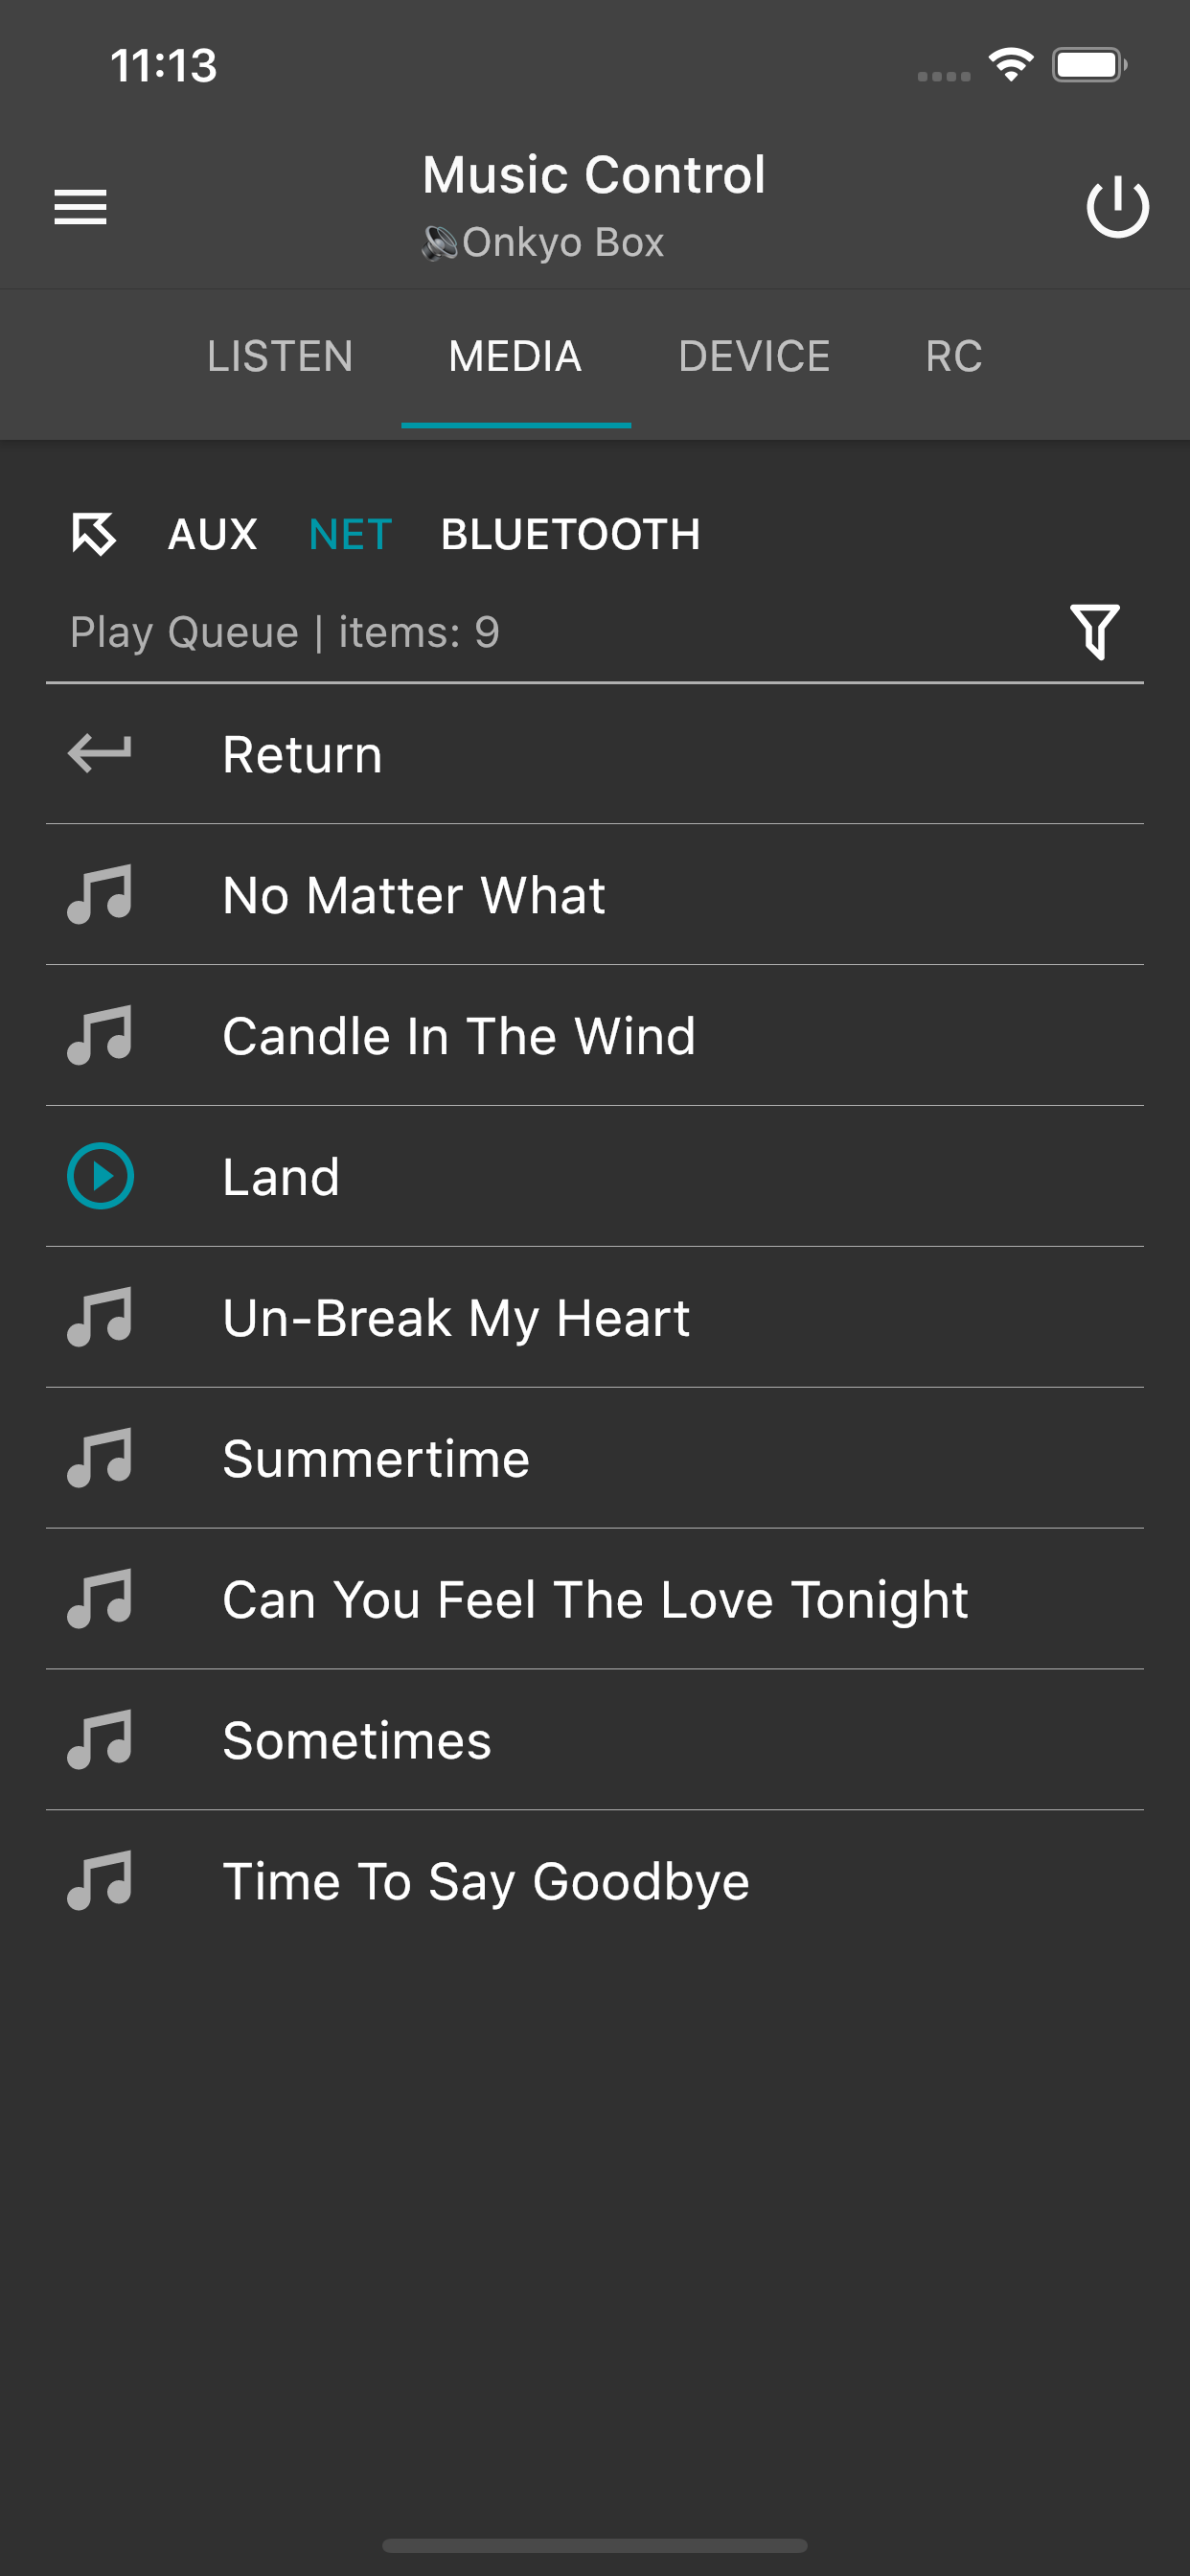 11:13
Music Control
🔊Onkyo Box
LISTEN MEDIA DEVICE RC
AUX NET BLUETOOTH
Play Queue | items: 9
Return
No Matter What
Candle In The Wind
Land
Un-Break My Heart
Summertime
Can You Feel The Love Tonight
Sometimes
Time To Say Goodbye